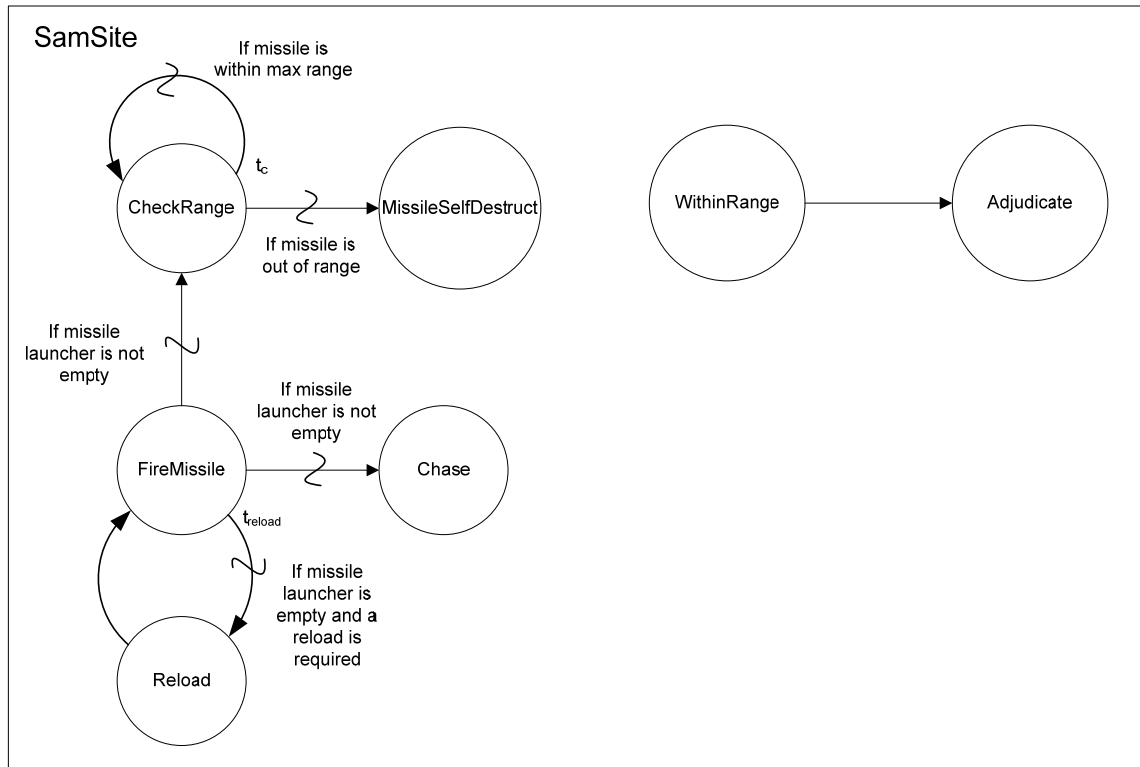 SamSite
If missile is
within max range
t_c
CheckRange
MissileSelfDestruct
If missile is
out of range
WithinRange
Adjudicate
If missile
launcher is not
empty
If missile
launcher is not
empty
FireMissile
Chase
t_reload
If missile
launcher is
empty and a
reload is
required
Reload